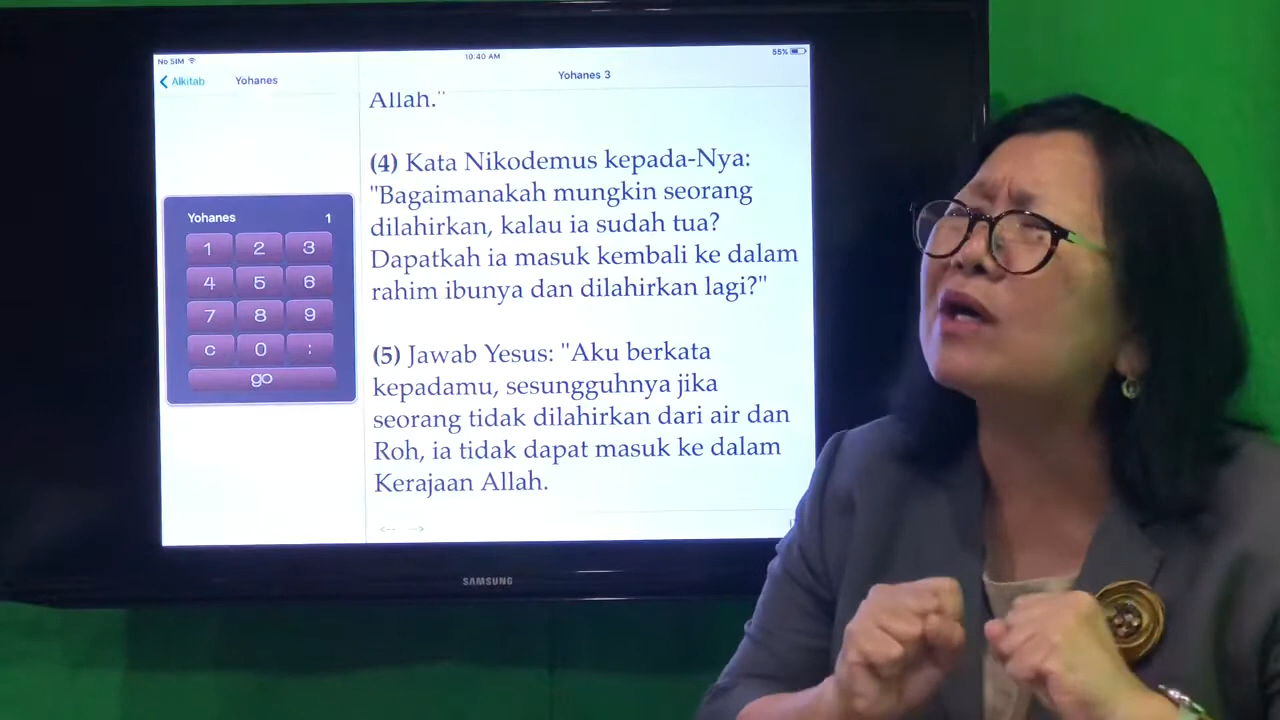 No SIM
10:40 AM
55%
Alkitab
Yohanes
Yohanes 3
Yohanes 1
1 2 3
4 5 6
7 8 9
C 0 :
go
Allah."
(4) Kata Nikodemus kepada-Nya:
"Bagaimanakah mungkin seorang
dilahirkan, kalau ia sudah tua?
Dapatkah ia masuk kembali ke dalam
rahim ibunya dan dilahirkan lagi?"
(5) Jawab Yesus: "Aku berkata
kepadamu, sesungguhnya jika
seorang tidak dilahirkan dari air dan
Roh, ia tidak dapat masuk ke dalam
Kerajaan Allah.
<-- -->
SAMSUNG